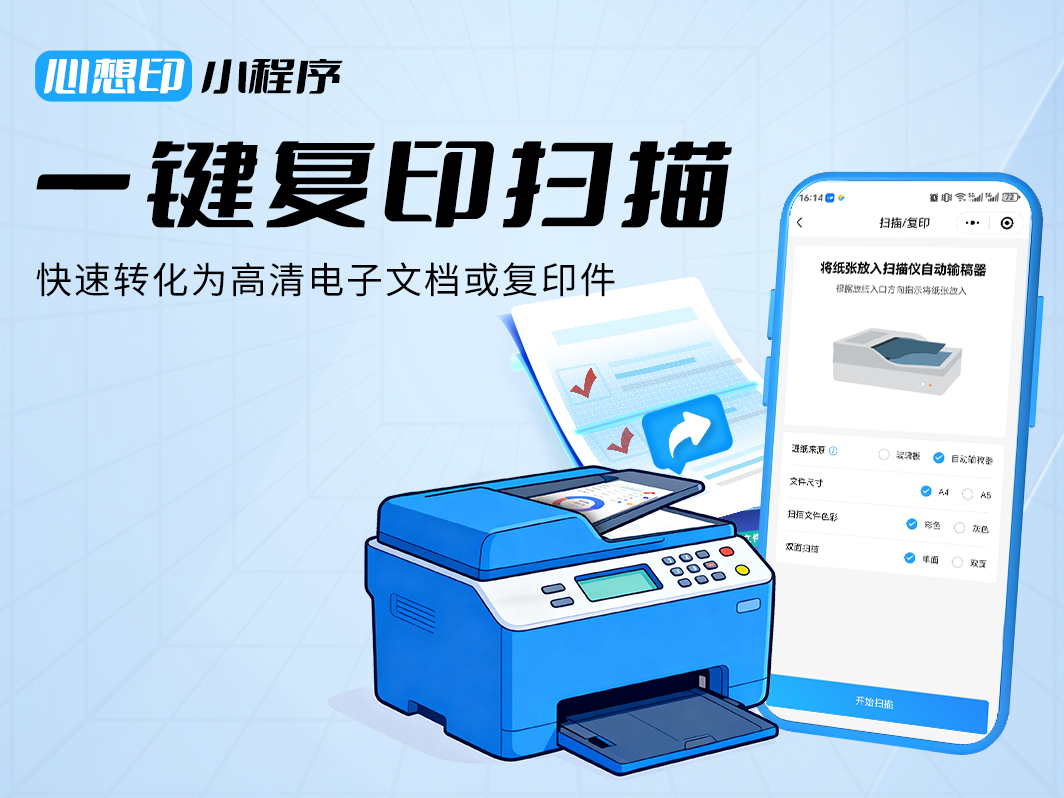 心想印 小程序
一键复印扫描
快速转化为高清电子文档或复印件
16:14
扫描/复印
将纸张放入扫描仪自动输稿器
根据放纸入口方向指示将纸张放入
进纸来源 玻璃板 自动输稿器
文件尺寸 A4 A5
扫描文件色彩 彩色 灰色
双面扫描 单面 双面
开始扫描